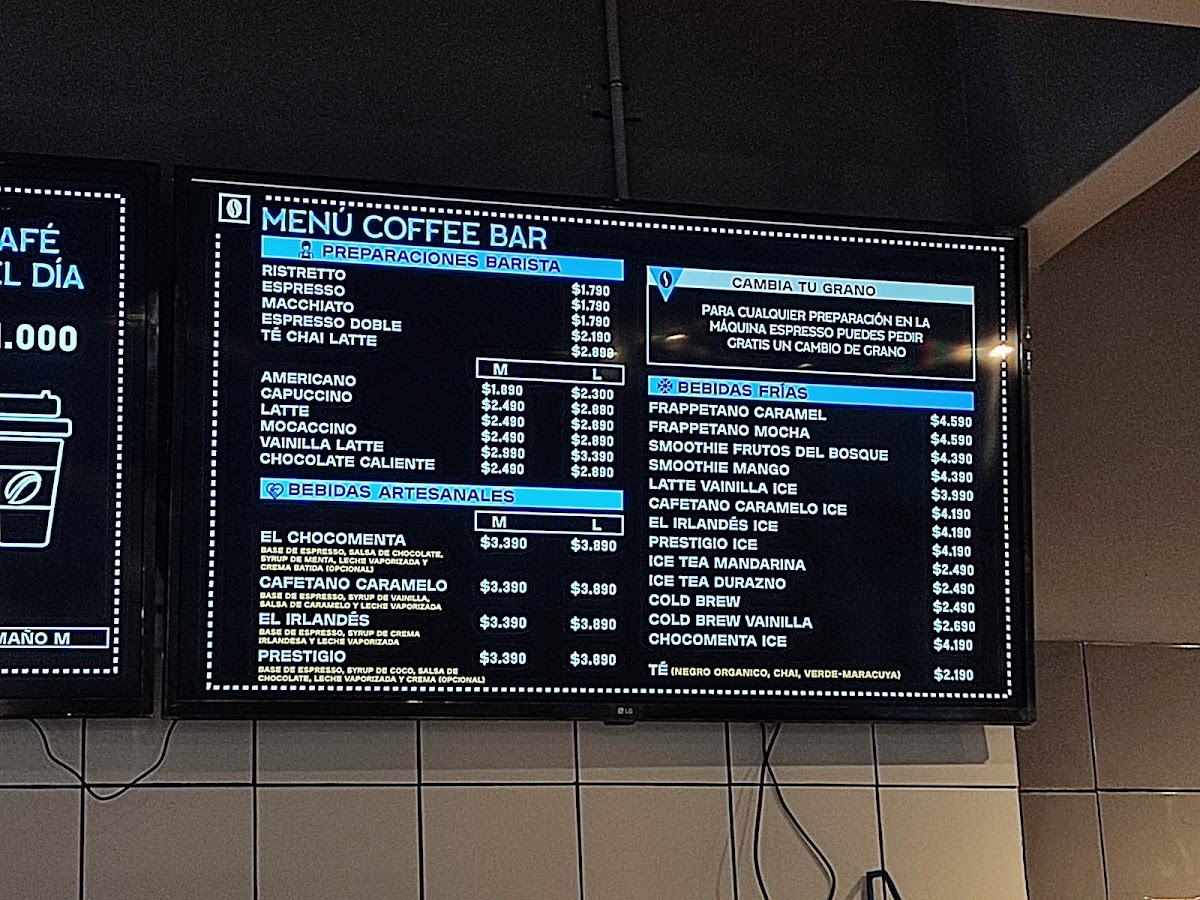 AFÉ
EL DÍA
1.000
MAÑO M
MENÚ COFFEE BAR
PREPARACIONES BARISTA
RISTRETTO $1.790
ESPRESSO $1.790
MACCHIATO $1.790
ESPRESSO DOBLE $2.190
TÉ CHAI LATTE $2.890
M L
AMERICANO $1.890 $2.300
CAPUCCINO $2.490 $2.890
LATTE $2.490 $2.890
MOCACCINO $2.490 $2.890
VAINILLA LATTE $2.980 $3.390
CHOCOLATE CALIENTE $2.490 $2.890
BEBIDAS ARTESANALES
M L
EL CHOCOMENTA $3.390 $3.890
BASE DE ESPRESSO, SALSA DE CHOCOLATE,
SYRUP DE MENTA, LECHE VAPORIZADA Y
CREMA BATIDA (OPCIONAL)
CAFETANO CARAMELO $3.390 $3.890
BASE DE ESPRESSO, SYRUP DE VAINILLA,
SALSA DE CARAMELO Y LECHE VAPORIZADA
EL IRLANDÉS $3.390 $3.890
BASE DE ESPRESSO, SYRUP DE CREMA
IRLANDESA Y LECHE VAPORIZADA
PRESTIGIO $3.390 $3.890
BASE DE ESPRESSO, SYRUP DE COCO, SALSA DE
CHOCOLATE, LECHE VAPORIZADA Y CREMA (OPCIONAL)
CAMBIA TU GRANO
PARA CUALQUIER PREPARACIÓN EN LA
MÁQUINA ESPRESSO PUEDES PEDIR
GRATIS UN CAMBIO DE GRANO
BEBIDAS FRÍAS
FRAPPETANO CARAMEL $4.590
FRAPPETANO MOCHA $4.590
SMOOTHIE FRUTOS DEL BOSQUE $4.390
SMOOTHIE MANGO $4.390
LATTE VAINILLA ICE $3.990
CAFETANO CARAMELO ICE $4.190
EL IRLANDÉS ICE $4.190
PRESTIGIO ICE $4.190
ICE TEA MANDARINA $2.490
ICE TEA DURAZNO $2.490
COLD BREW $2.490
COLD BREW VAINILLA $2.690
CHOCOMENTA ICE $4.190
TÉ (NEGRO ORGANICO, CHAI, VERDE-MARACUYA) $2.190
LG